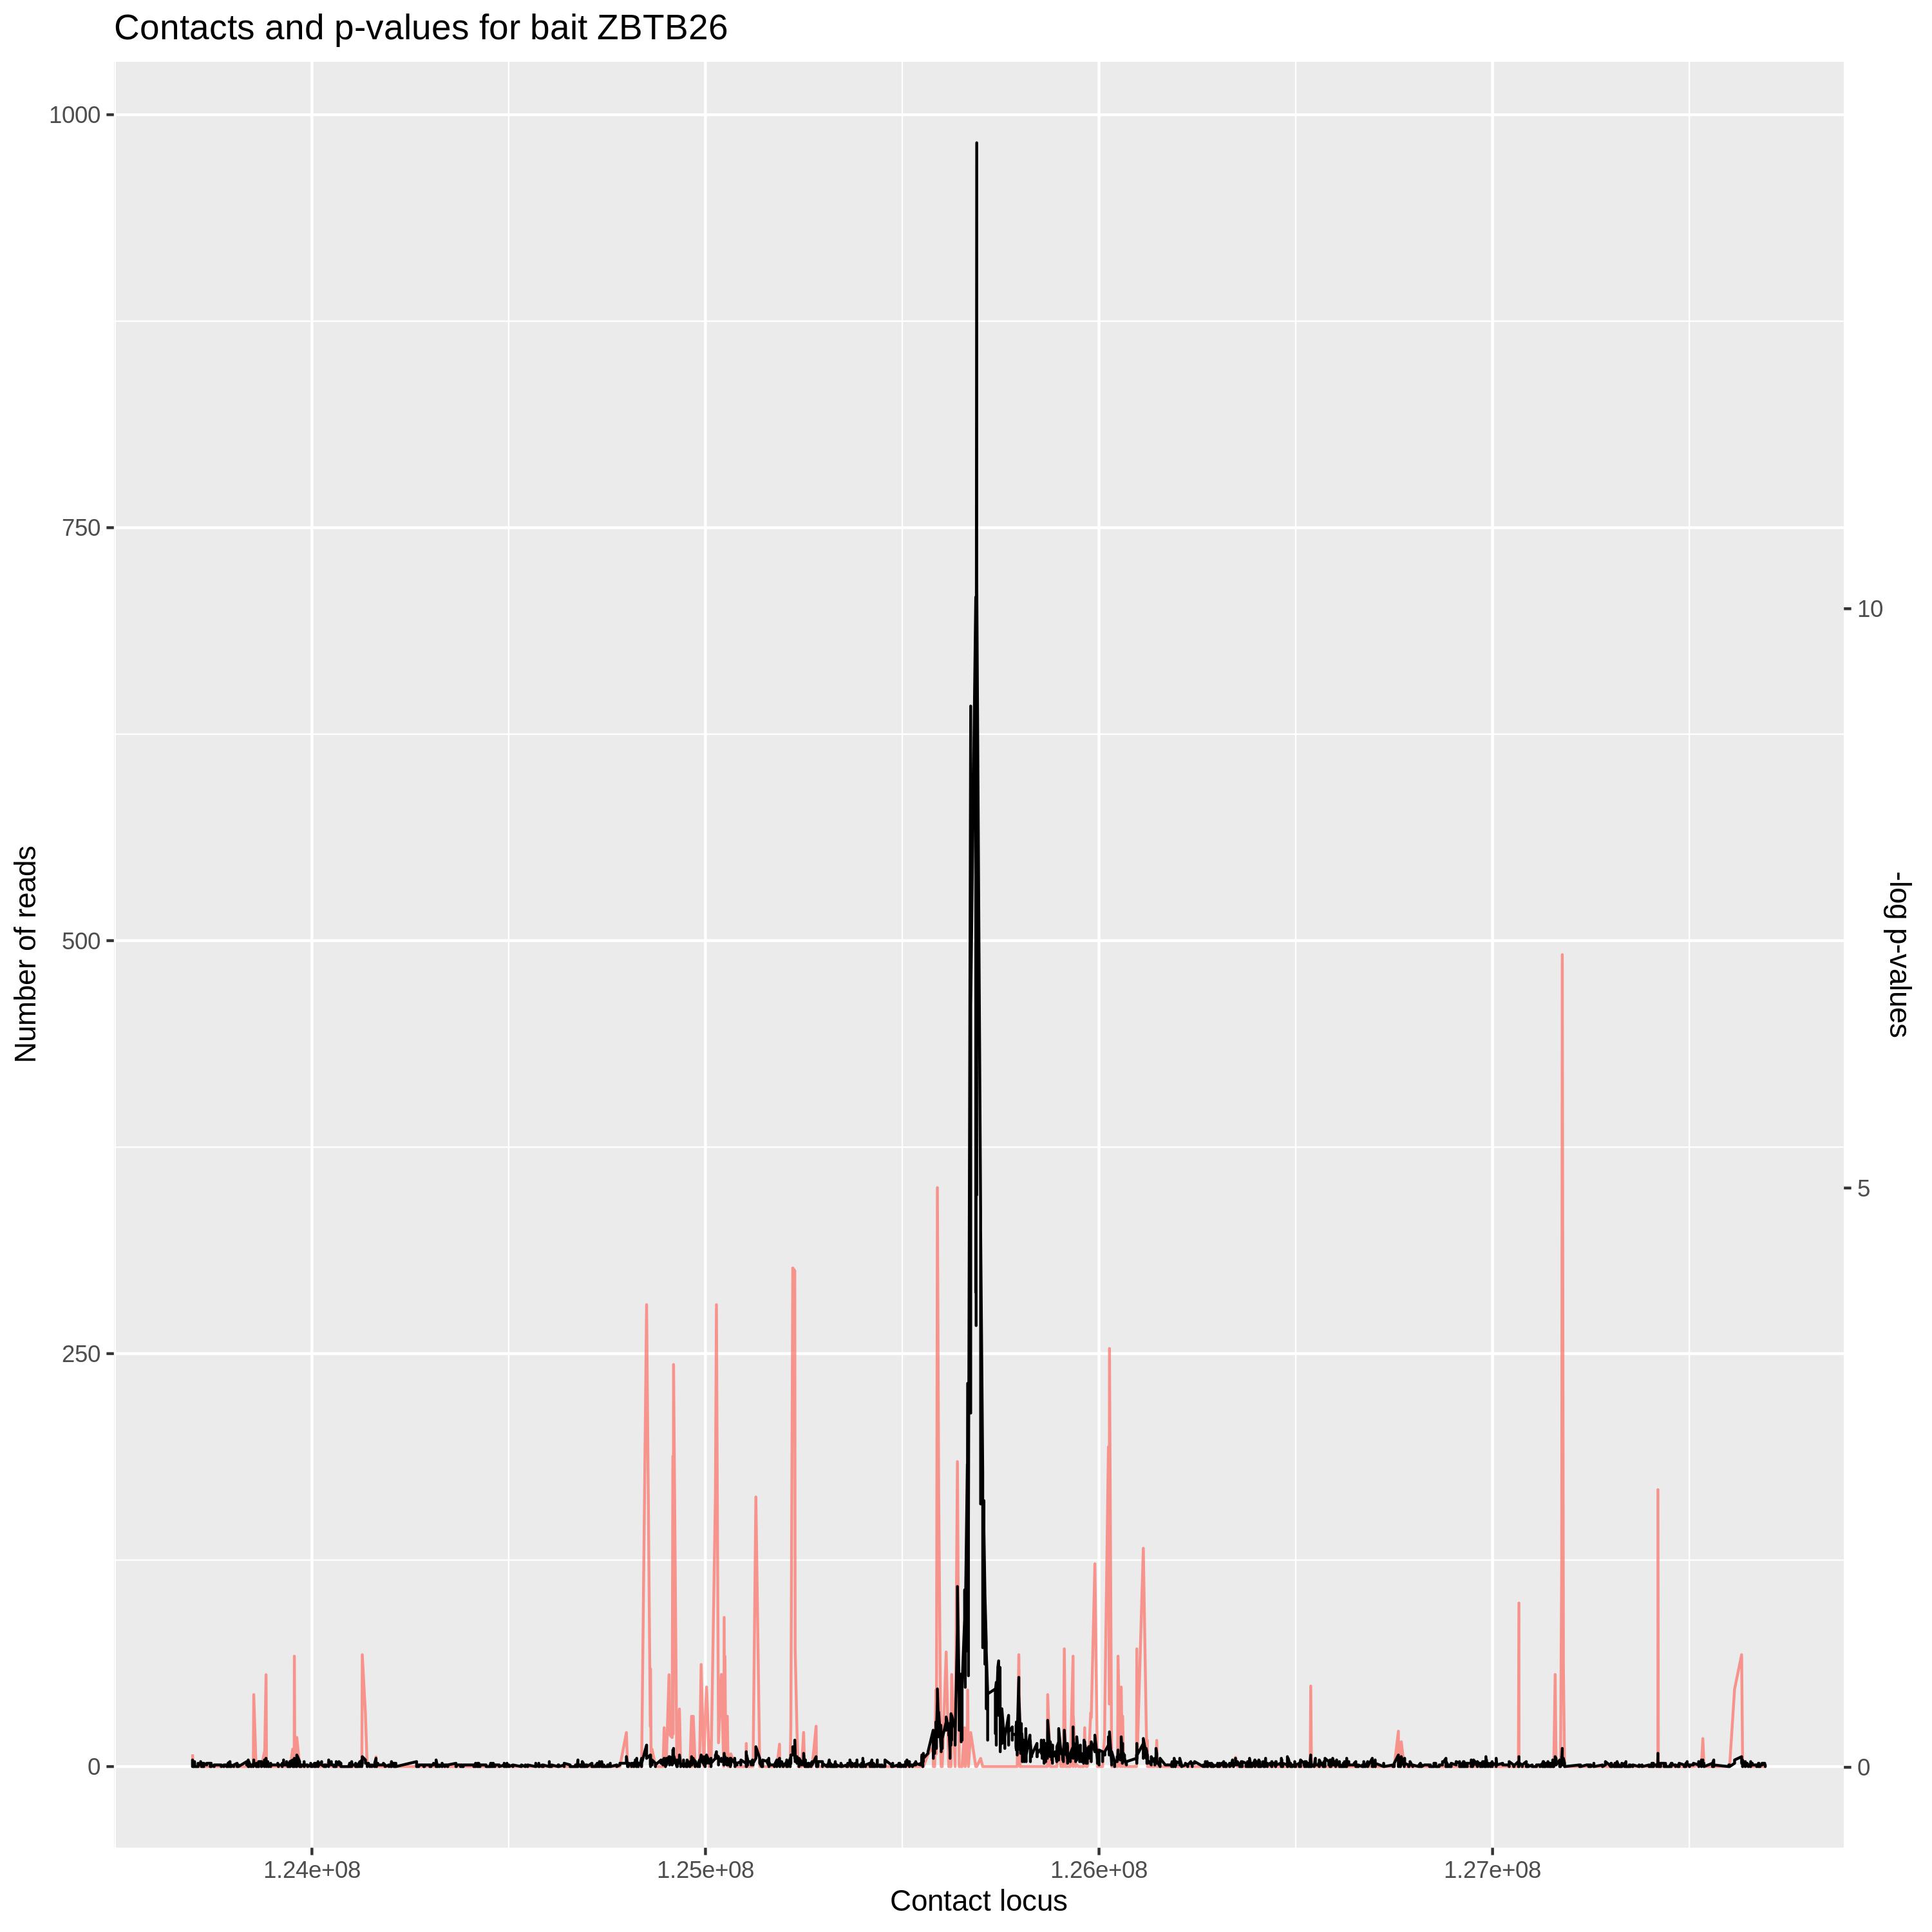 Contacts and p-values for bait ZBTB26
1000
750
500
250
0
Number of reads
10
5
0
-log p-values
1.24e+08
1.25e+08
1.26e+08
1.27e+08
Contact locus